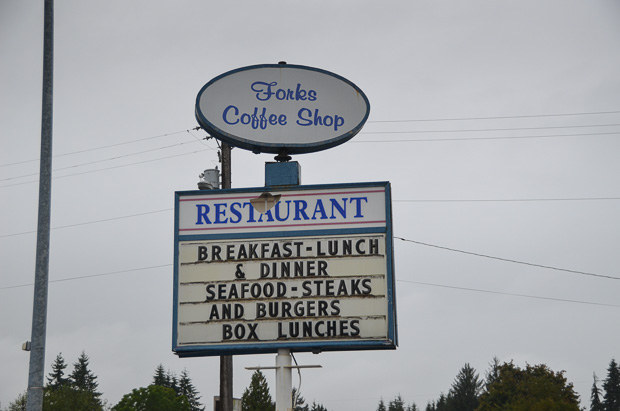 Forks
Coffee Shop
RESTAURANT
BREAKFAST-LUNCH
& DINNER
SEAFOOD-STEAKS
AND BURGERS
BOX LUNCHES